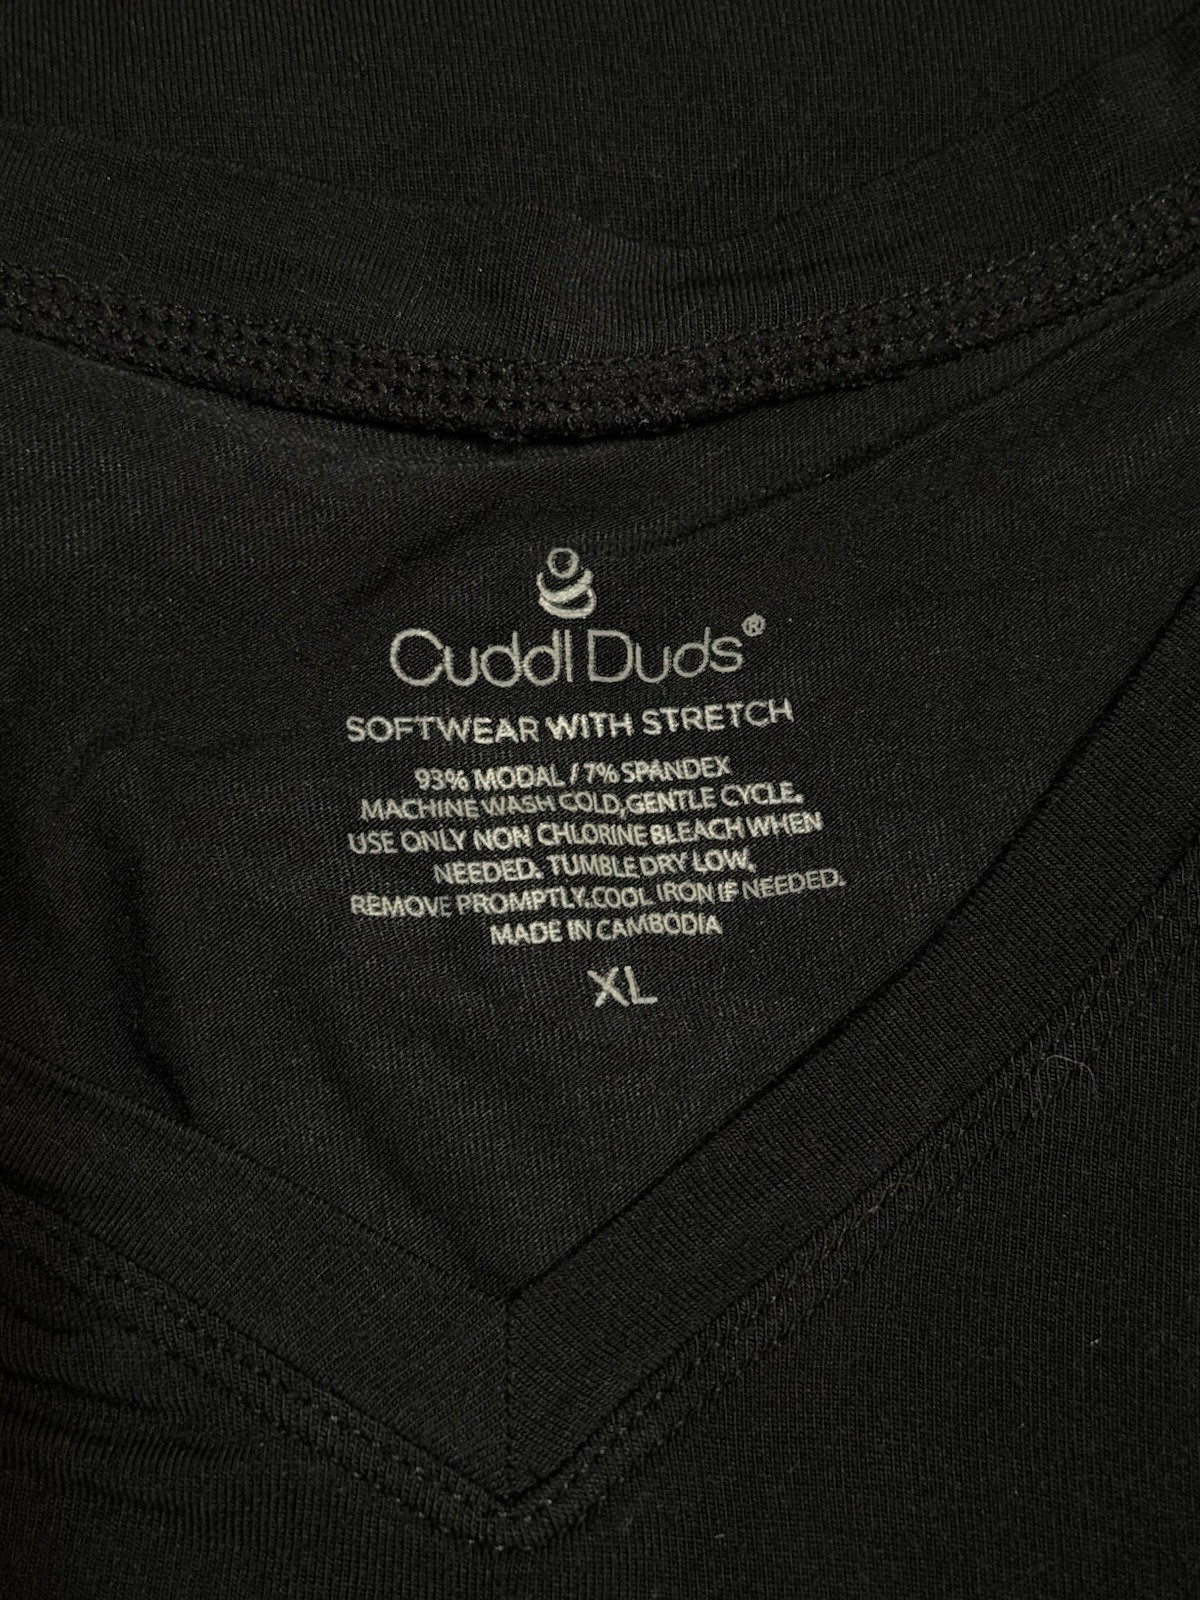 Cuddl Duds®
SOFTWEAR WITH STRETCH
93% MODAL / 7% SPANDEX
MACHINE WASH COLD,GENTLE CYCLE.
USE ONLY NON CHLORINE BLEACH WHEN
NEEDED. TUMBLE DRY LOW.
REMOVE PROMPTLY.COOL IRON IF NEEDED.
MADE IN CAMBODIA
XL